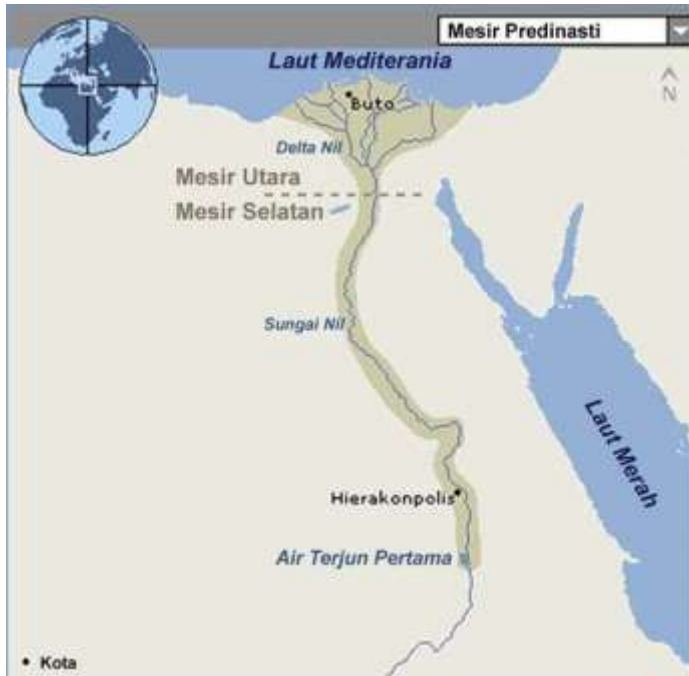 Mesir Predinasti
Laut Mediterania
N
Buto
Delta Nil
Mesir Utara
Mesir Selatan
Sungai Nil
Laut Merah
Hierakonpolis
Air Terjun Pertama
Kota